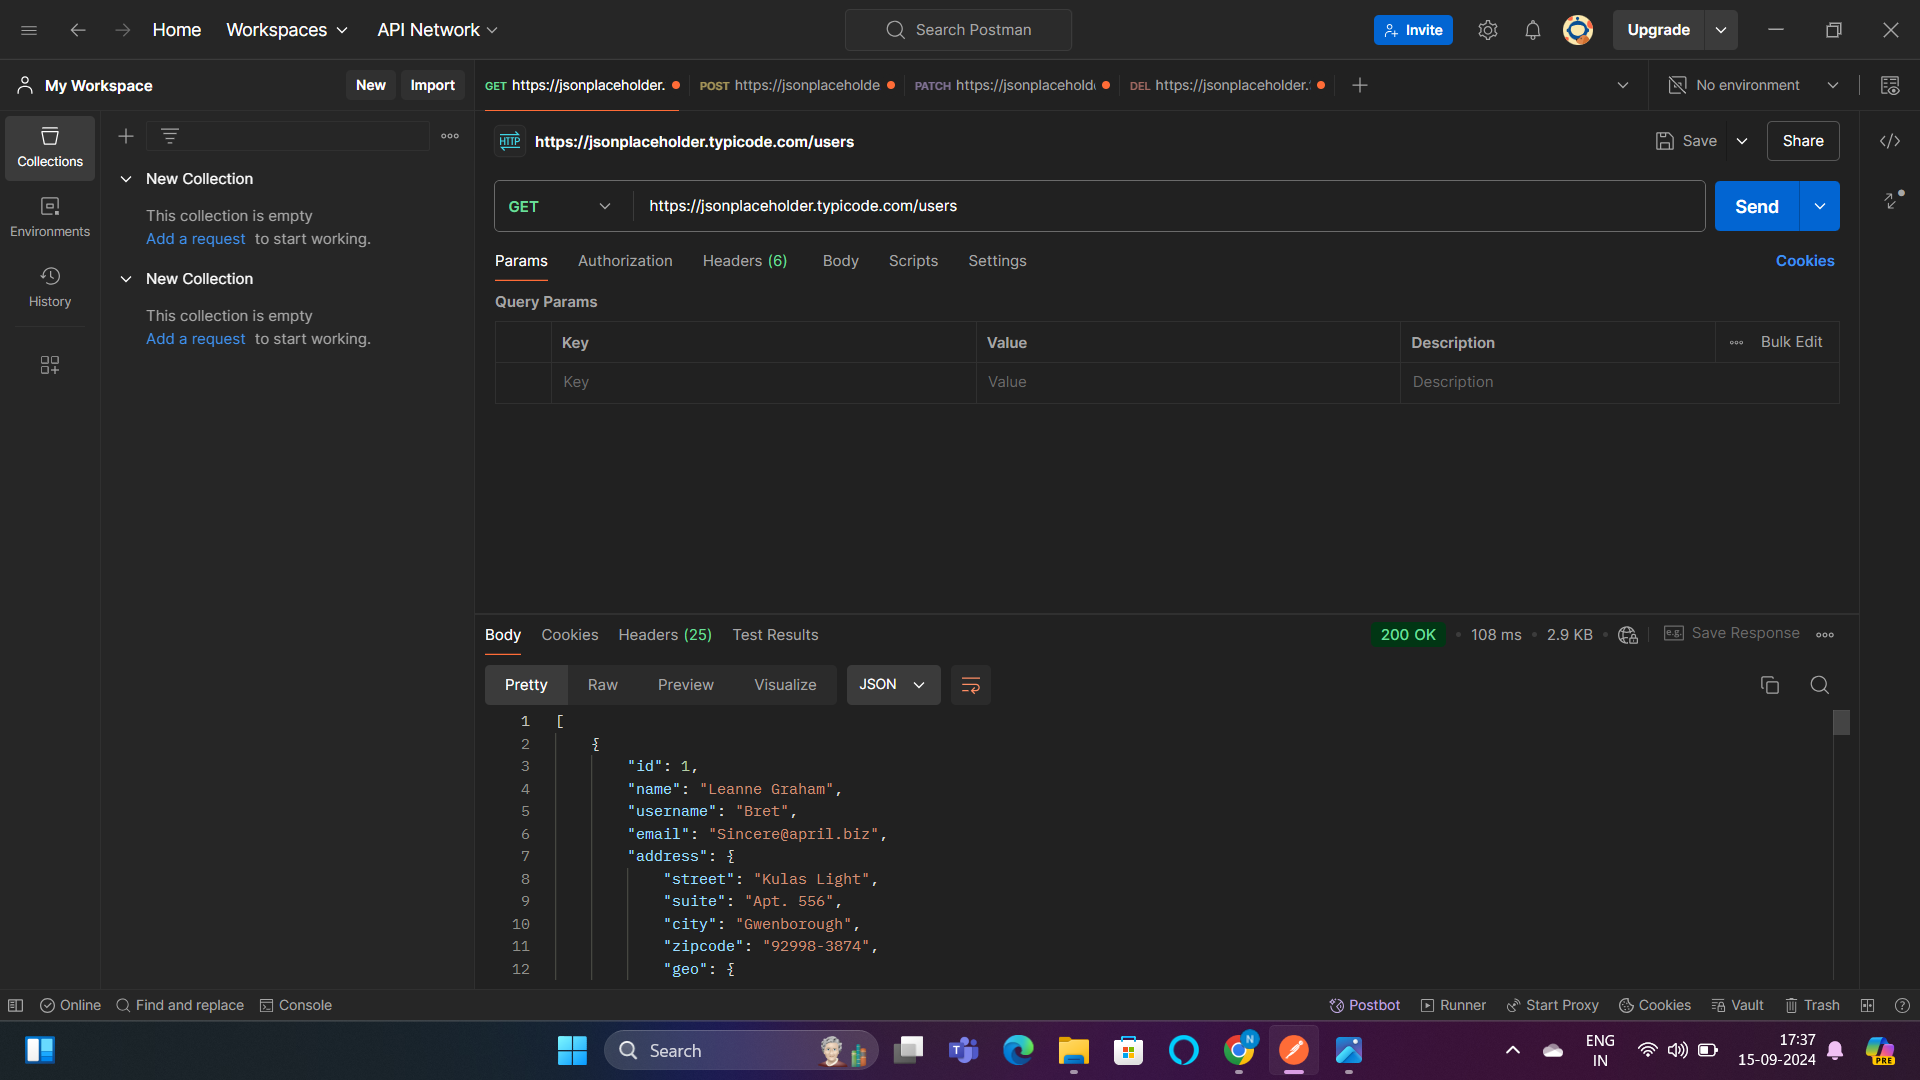 Home Workspaces API Network Search Postman Invite Upgrade
My Workspace New Import GET https://jsonplaceholder. POST https://jsonplaceholde PATCH https://jsonplacehold DEL https://jsonplaceholder. No environment
HTTP https://jsonplaceholder.typicode.com/users Save Share
Collections
Environments
History
New Collection
This collection is empty
Add a request to start working.
New Collection
This collection is empty
Add a request to start working.
GET https://jsonplaceholder.typicode.com/users Send
Params Authorization Headers (6) Body Scripts Settings Cookies
Query Params
Key Value Description Bulk Edit
Key Value Description
Body Cookies Headers (25) Test Results 200 OK 108 ms 2.9 KB e.g. Save Response
Pretty Raw Preview Visualize JSON
1 [
2 {
3 "id": 1,
4 "name": "Leanne Graham",
5 "username": "Bret",
6 "email": "Sincere@april.biz",
7 "address": {
8 "street": "Kulas Light",
9 "suite": "Apt. 556",
10 "city": "Gwenborough",
11 "zipcode": "92998-3874",
12 "geo": {
Online Find and replace Console Postbot Runner Start Proxy Cookies Vault Trash
Search N ENG 17:37
IN 15-09-2024 PRE